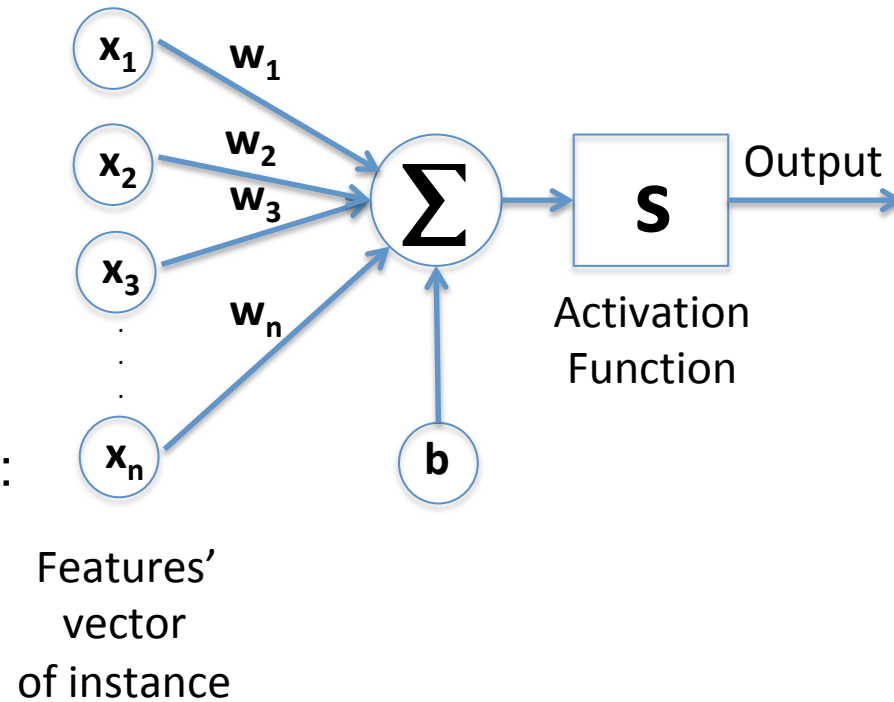 x₁
w₁
x₂
w₂
w₃
x₃
wₙ
.
.
.
: xₙ
b
∑
S
Output
Activation
Function
Features’
vector
of instance